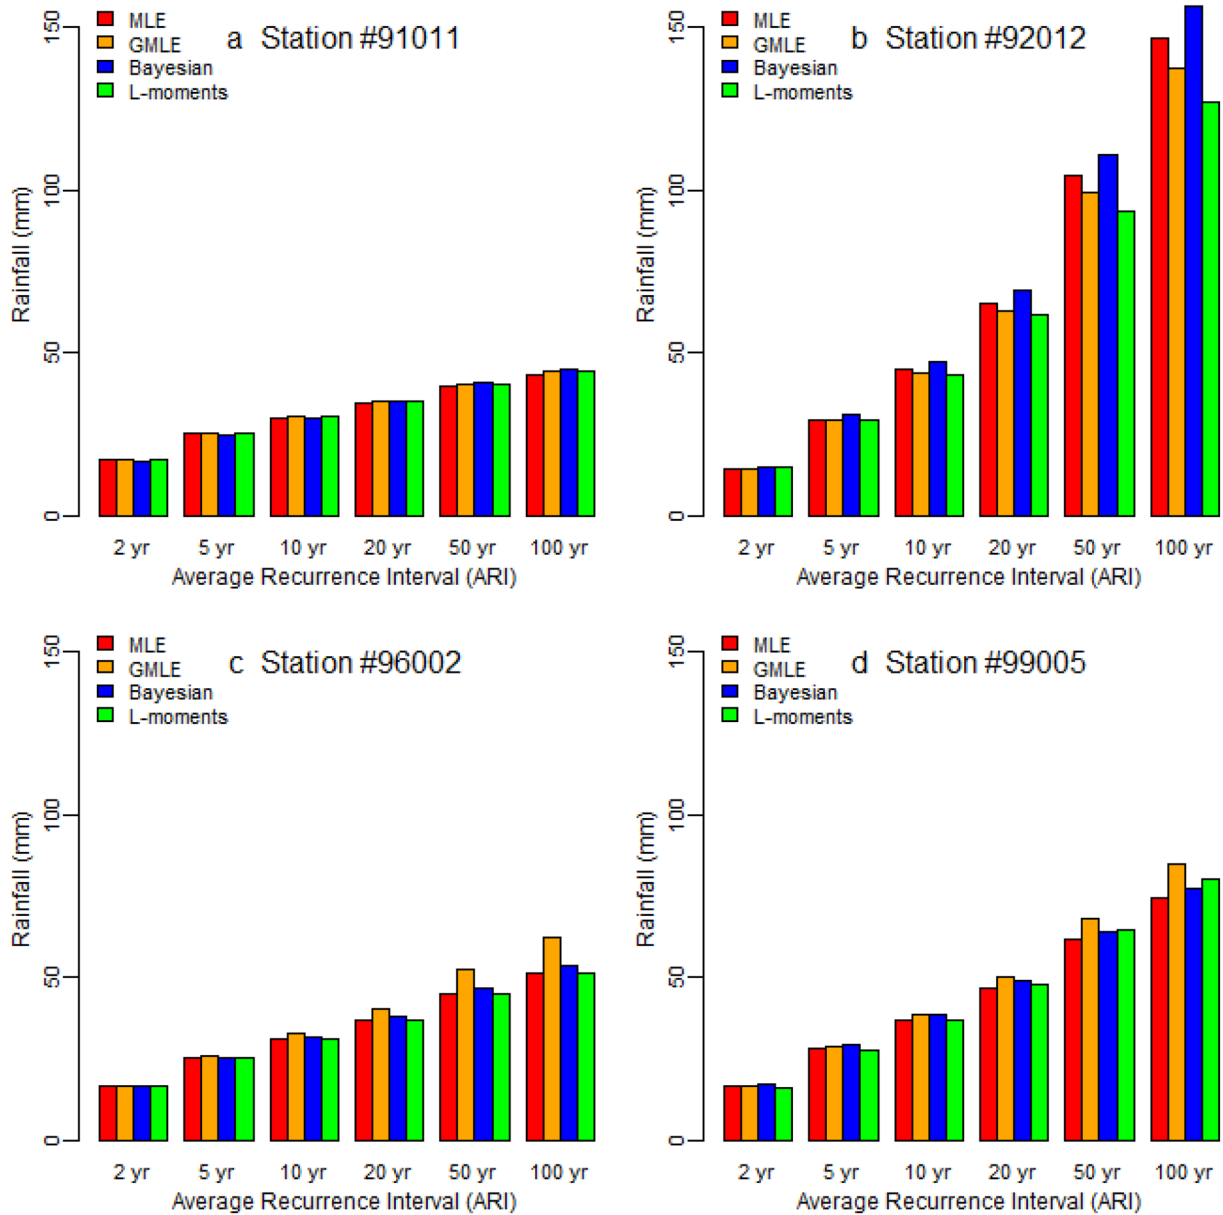 MLE
GMLE
Bayesian
L-moments
a Station #91011
150
100
50
0
Rainfall (mm)
2 yr 5 yr 10 yr 20 yr 50 yr 100 yr
Average Recurrence Interval (ARI)
MLE
GMLE
Bayesian
L-moments
b Station #92012
150
100
50
0
Rainfall (mm)
2 yr 5 yr 10 yr 20 yr 50 yr 100 yr
Average Recurrence Interval (ARI)
MLE
GMLE
Bayesian
L-moments
c Station #96002
150
100
50
0
Rainfall (mm)
2 yr 5 yr 10 yr 20 yr 50 yr 100 yr
Average Recurrence Interval (ARI)
MLE
GMLE
Bayesian
L-moments
d Station #99005
150
100
50
0
Rainfall (mm)
2 yr 5 yr 10 yr 20 yr 50 yr 100 yr
Average Recurrence Interval (ARI)